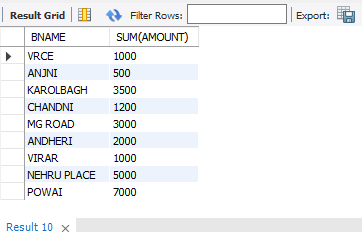 Result Grid Filter Rows: Export:
BNAME SUM(AMOUNT)
VRCE 1000
ANJNI 500
KAROLBAGH 3500
CHANDNI 1200
MG ROAD 3000
ANDHERI 2000
VIRAR 1000
NEHRU PLACE 5000
POWAI 7000
Result 10 ×